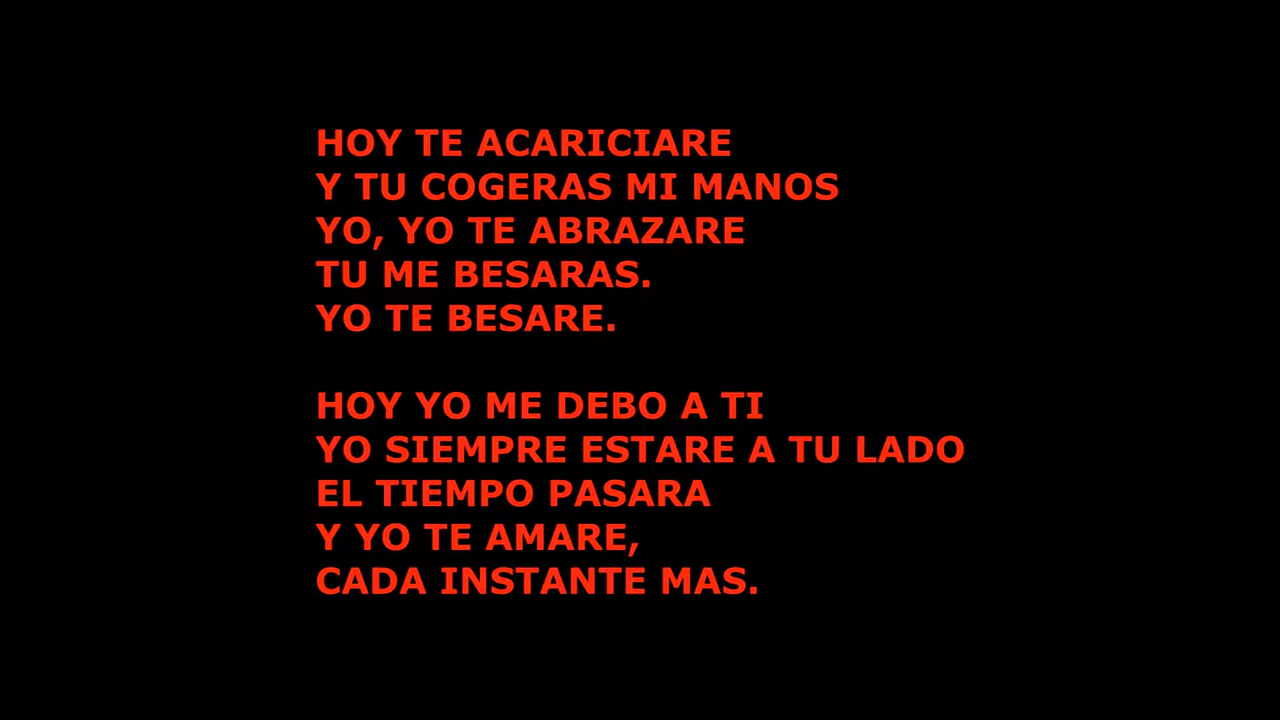 HOY TE ACARICIARE
Y TU COGERAS MI MANOS
YO, YO TE ABRAZARE
TU ME BESARAS.
YO TE BESARE.
HOY YO ME DEBO A TI
YO SIEMPRE ESTARE A TU LADO
EL TIEMPO PASARA
Y YO TE AMARE,
CADA INSTANTE MAS.